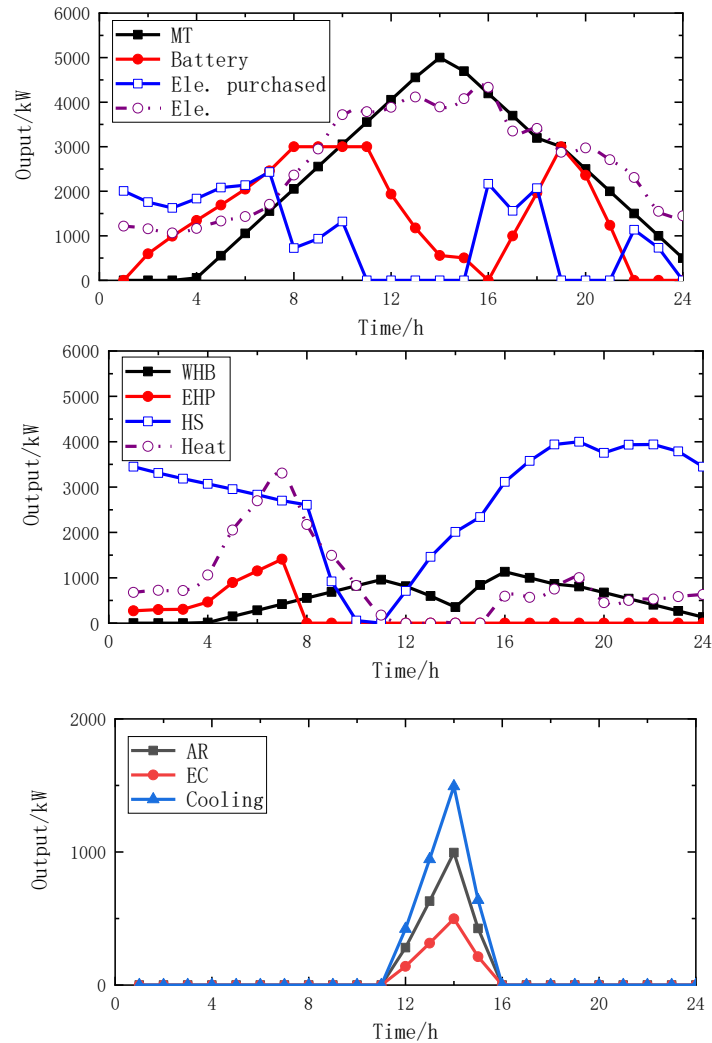 6000
5000
4000
3000
2000
1000
0
Ouput/kW
MT
Battery
Ele. purchased
Ele.
0 4 8 12 16 20 24
Time/h
6000
5000
4000
3000
2000
1000
0
Output/kW
WHB
EHP
HS
Heat
0 4 8 12 16 20 24
Time/h
2000
1000
0
Output/kW
AR
EC
Cooling
0 4 8 12 16 20 24
Time/h